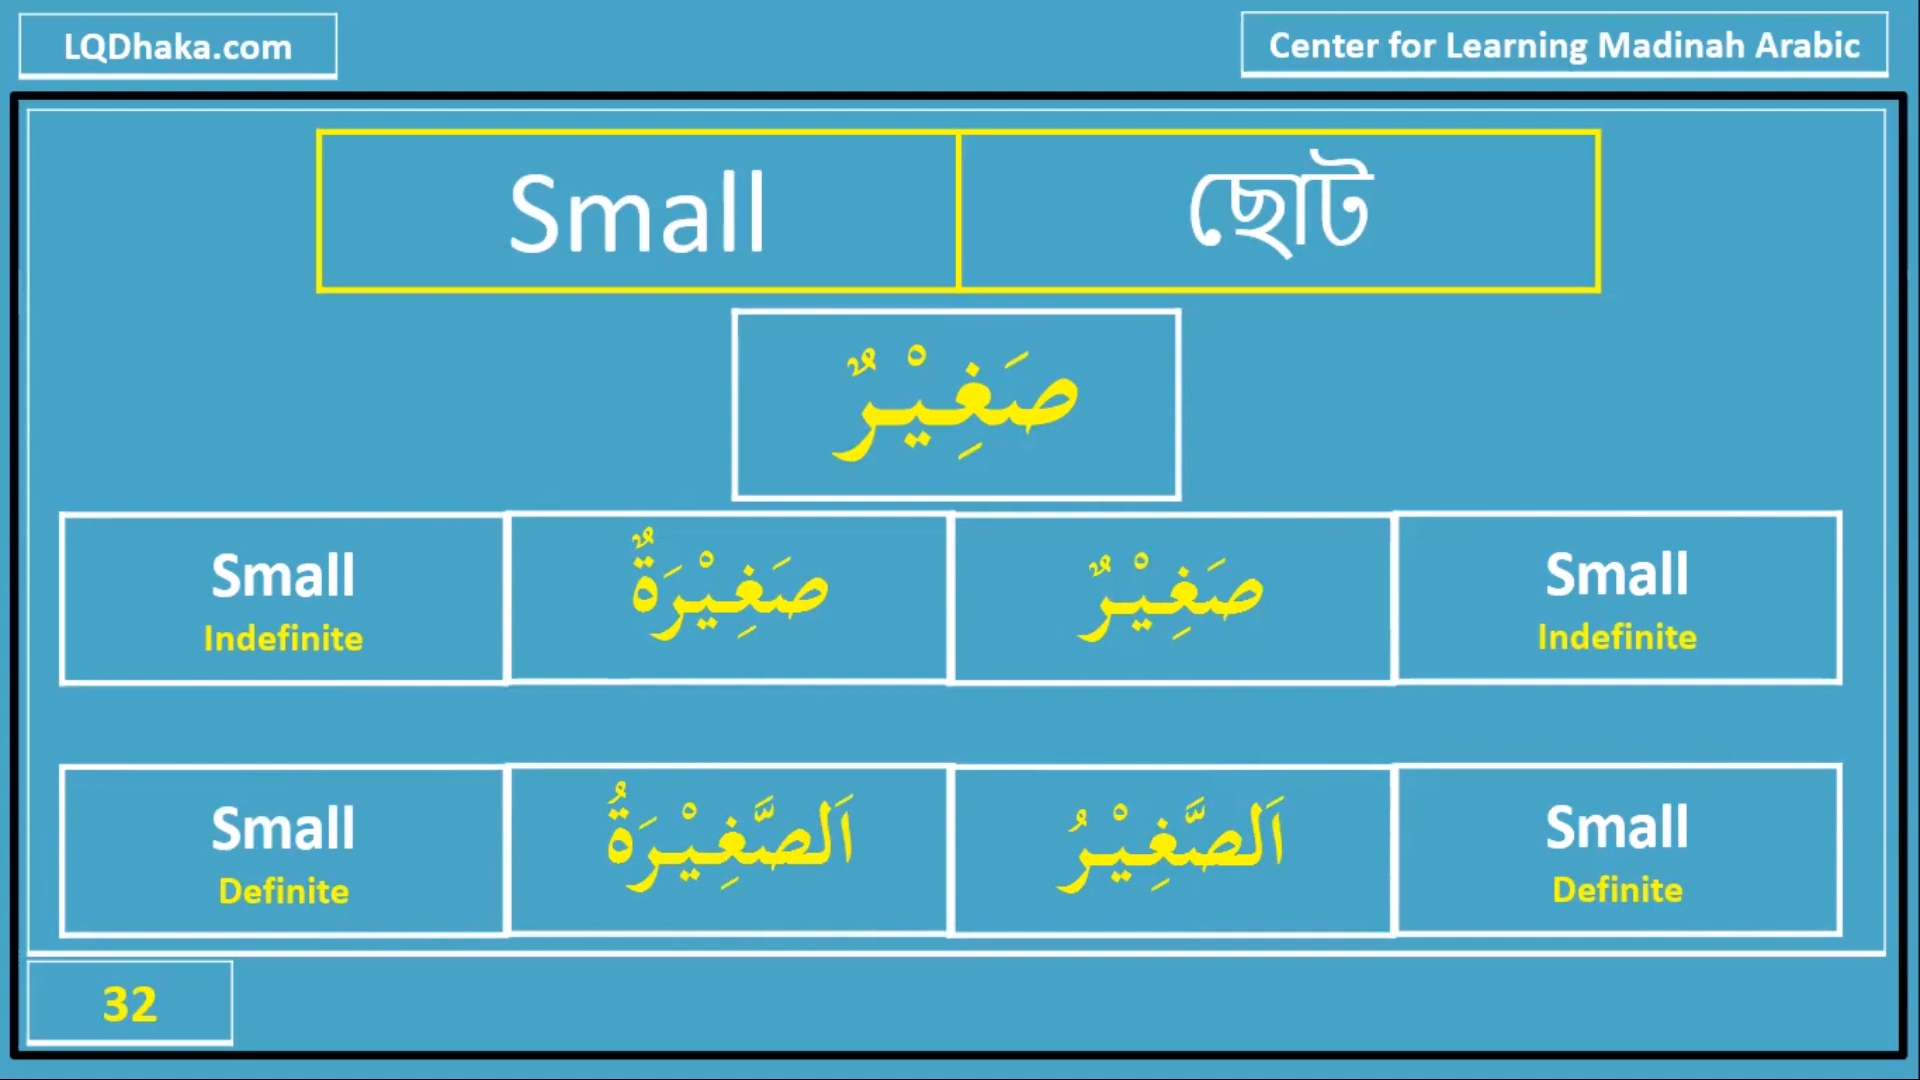 LQDhaka.com
Center for Learning Madinah Arabic
Small
ছোট
صَغِيْرٌ
Small
Indefinite
صَغِيْرَةٌ
صَغِيْرٌ
Small
Indefinite
Small
Definite
اَلصَّغِيْرَةُ
اَلصَّغِيْرُ
Small
Definite
32